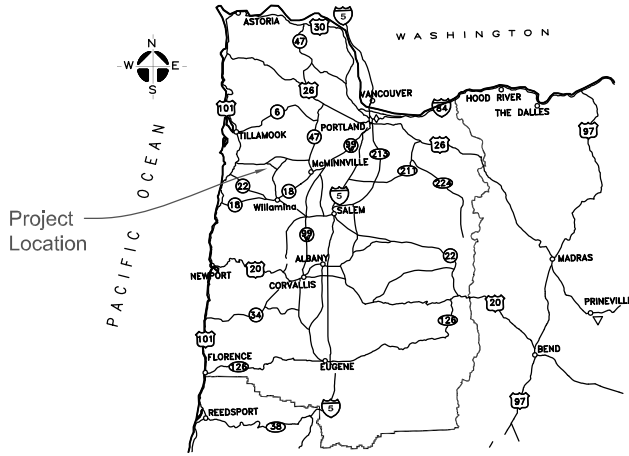 ASTORIA
5
30
47
WASHINGTON
N
W E
S
26
VANCOUVER
101
6
84
HOOD RIVER
THE DALLES
PORTLAND
TILLAMOOK
47
97
99
213
26
McMINNVILLE
211
224
22
18
18
Willamina
5
SALEM
PACIFIC OCEAN
Project
Location
99
ALBANY
22
MADRAS
NEWPORT
20
CORVALLIS
20
PRINEVILLE
34
126
101
FLORENCE
126
EUGENE
BEND
97
REEDSPORT
5
38